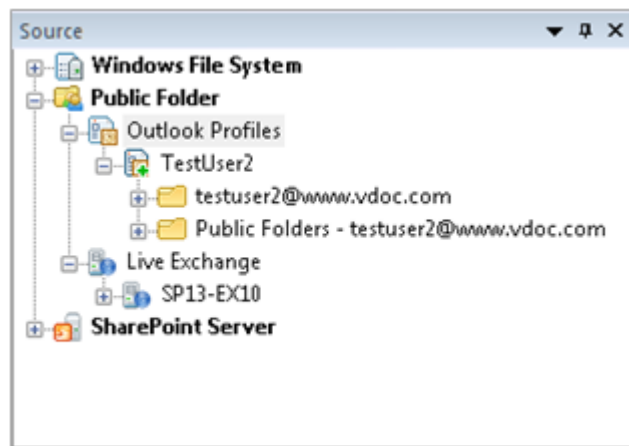 Source
Windows File System
Public Folder
Outlook Profiles
TestUser2
testuser2@www.vdoc.com
Public Folders - testuser2@www.vdoc.com
Live Exchange
SP13-EX10
SharePoint Server